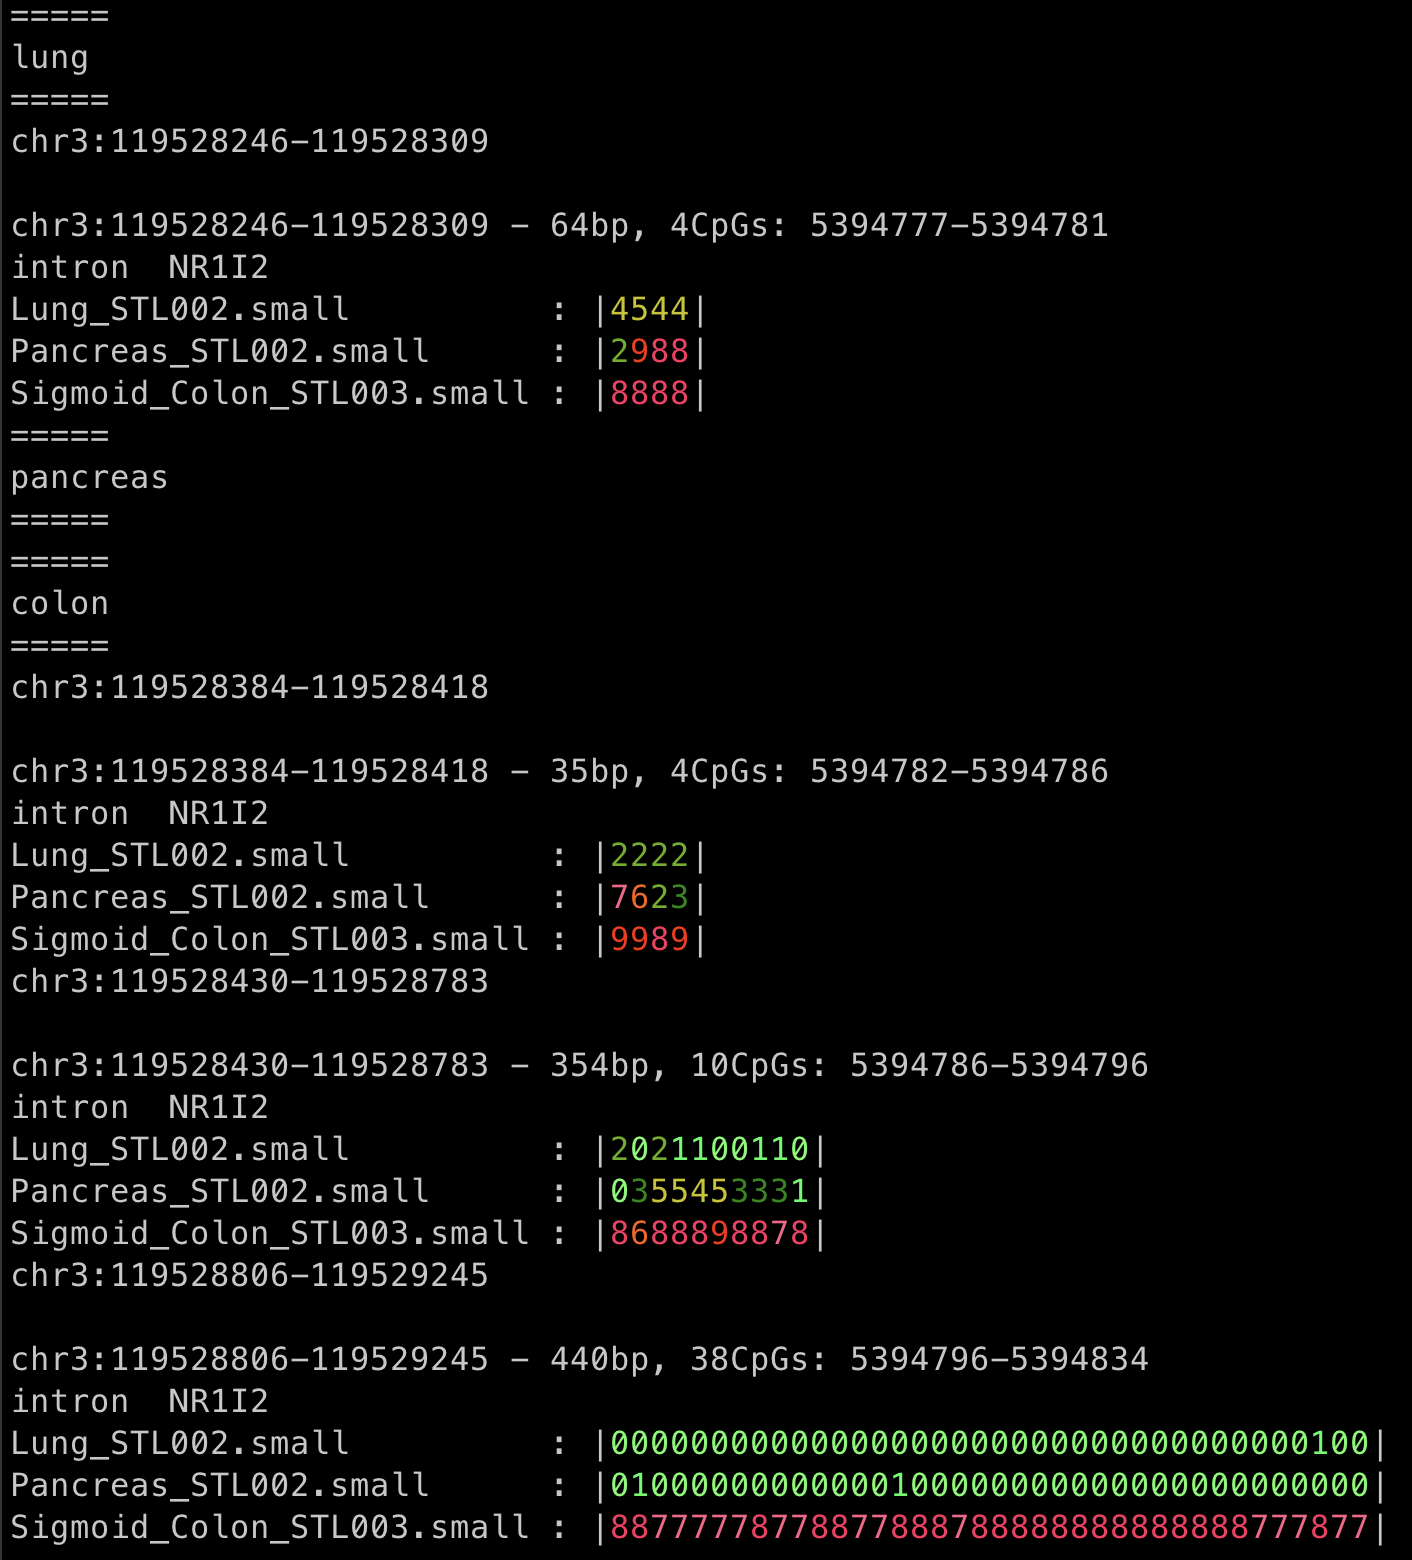 =====
lung
=====
chr3:119528246-119528309
chr3:119528246-119528309 - 64bp, 4CpGs: 5394777-5394781
intron  NR1I2
Lung_STL002.small          : |4544|
Pancreas_STL002.small      : |2988|
Sigmoid_Colon_STL003.small : |8888|
=====
pancreas
=====
=====
colon
=====
chr3:119528384-119528418
chr3:119528384-119528418 - 35bp, 4CpGs: 5394782-5394786
intron  NR1I2
Lung_STL002.small          : |2222|
Pancreas_STL002.small      : |7623|
Sigmoid_Colon_STL003.small : |9989|
chr3:119528430-119528783
chr3:119528430-119528783 - 354bp, 10CpGs: 5394786-5394796
intron  NR1I2
Lung_STL002.small          : |2021100110|
Pancreas_STL002.small      : |0355453331|
Sigmoid_Colon_STL003.small : |8688898878|
chr3:119528806-119529245
chr3:119528806-119529245 - 440bp, 38CpGs: 5394796-5394834
intron  NR1I2
Lung_STL002.small          : |00000000000000000000000000000000000100|
Pancreas_STL002.small      : |01000000000000100000000000000000000000|
Sigmoid_Colon_STL003.small : |88777778778877888788888888888888777877|